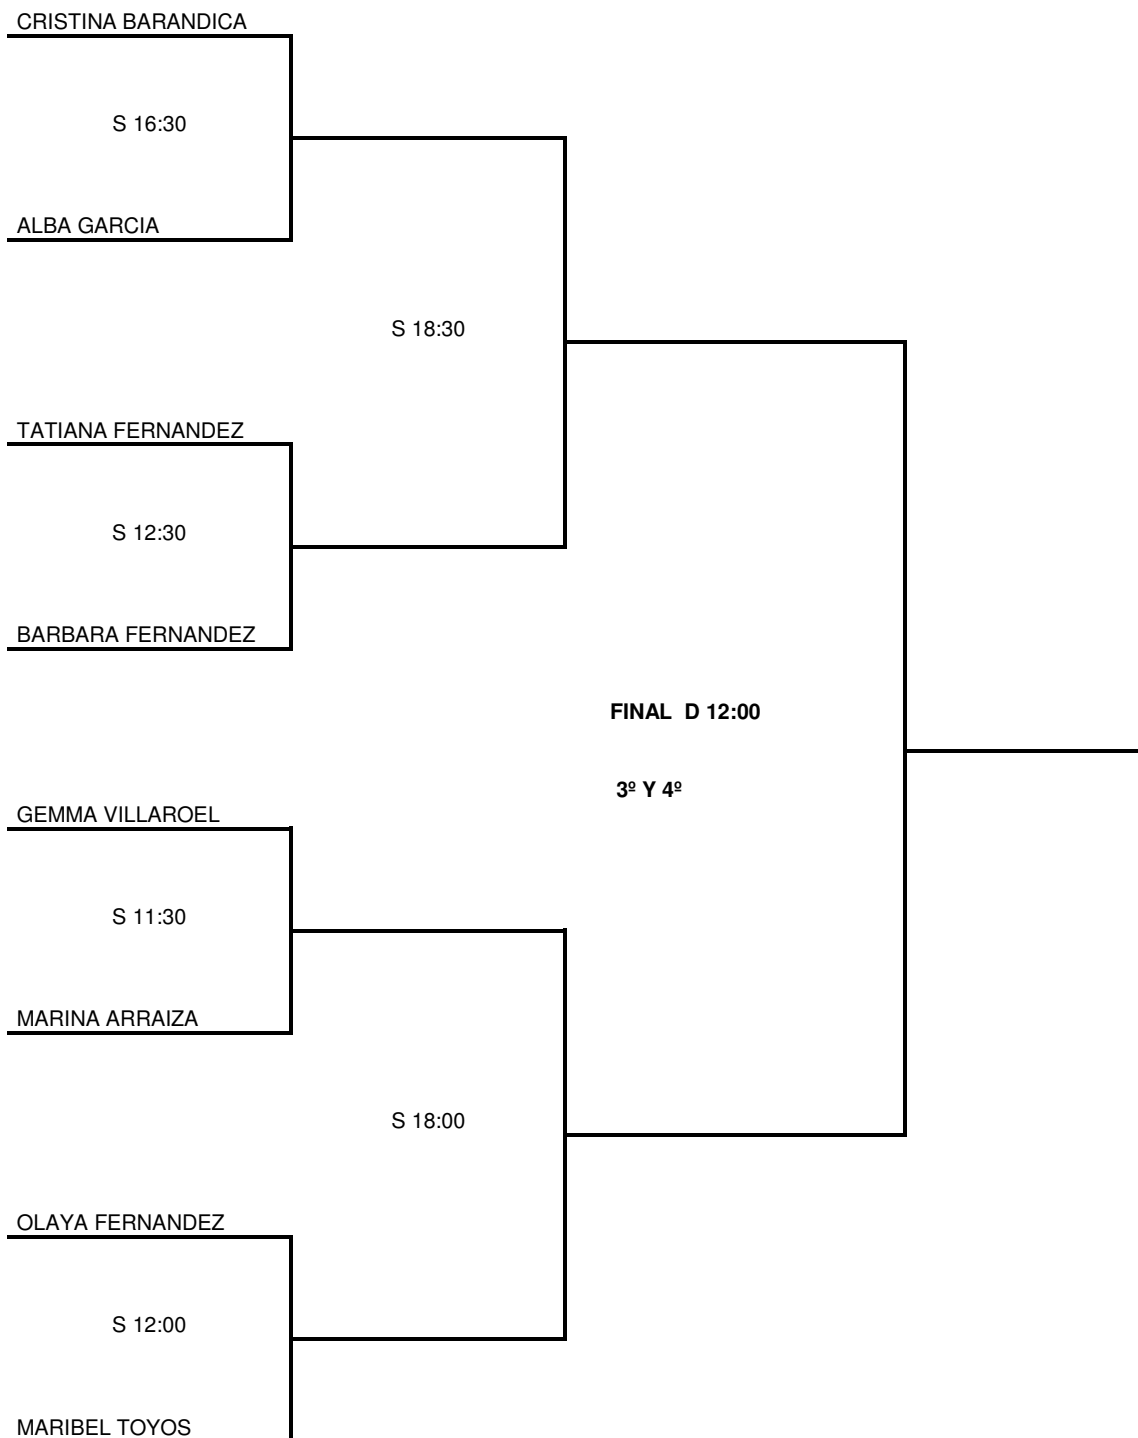 CRISTINA BARANDICA
S 16:30
ALBA GARCIA
S 18:30
TATIANA FERNANDEZ
S 12:30
BARBARA FERNANDEZ
FINAL  D 12:00
3º Y 4º
GEMMA VILLAROEL
S 11:30
MARINA ARRAIZA
S 18:00
OLAYA FERNANDEZ
S 12:00
MARIBEL TOYOS